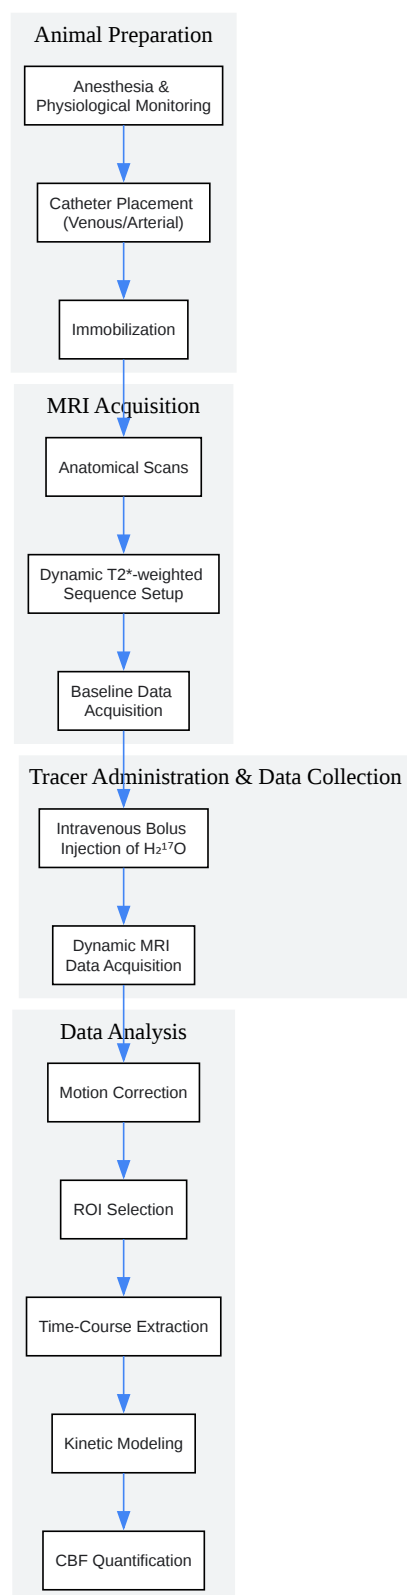 Animal Preparation
Anesthesia &
Physiological Monitoring
Catheter Placement
(Venous/Arterial)
Immobilization
MRI Acquisition
Anatomical Scans
Dynamic T2*-weighted
Sequence Setup
Baseline Data
Acquisition
Tracer Administration & Data Collection
Intravenous Bolus
Injection of H₂¹⁷O
Dynamic MRI
Data Acquisition
Data Analysis
Motion Correction
ROI Selection
Time-Course Extraction
Kinetic Modeling
CBF Quantification